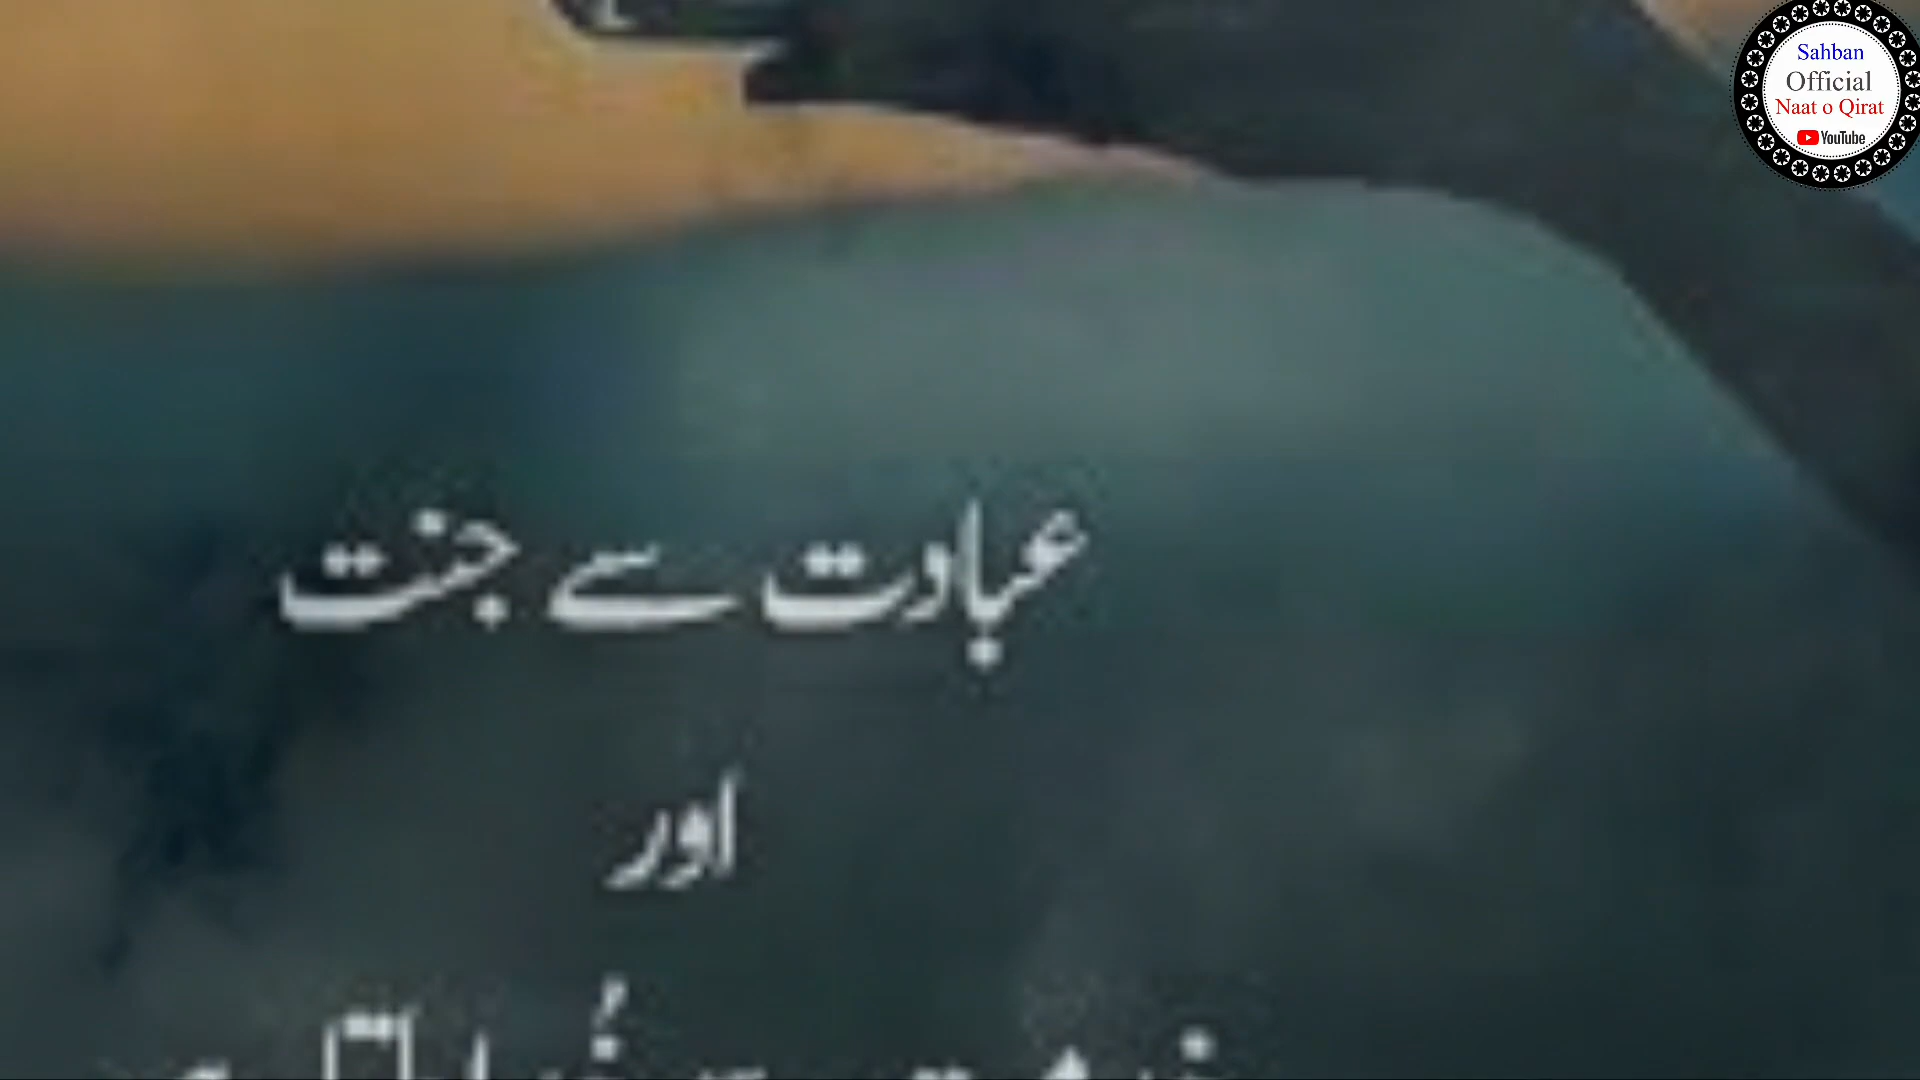 Sahban
Official
Naat o Qirat
YouTube
عبادت سے جنت
اور